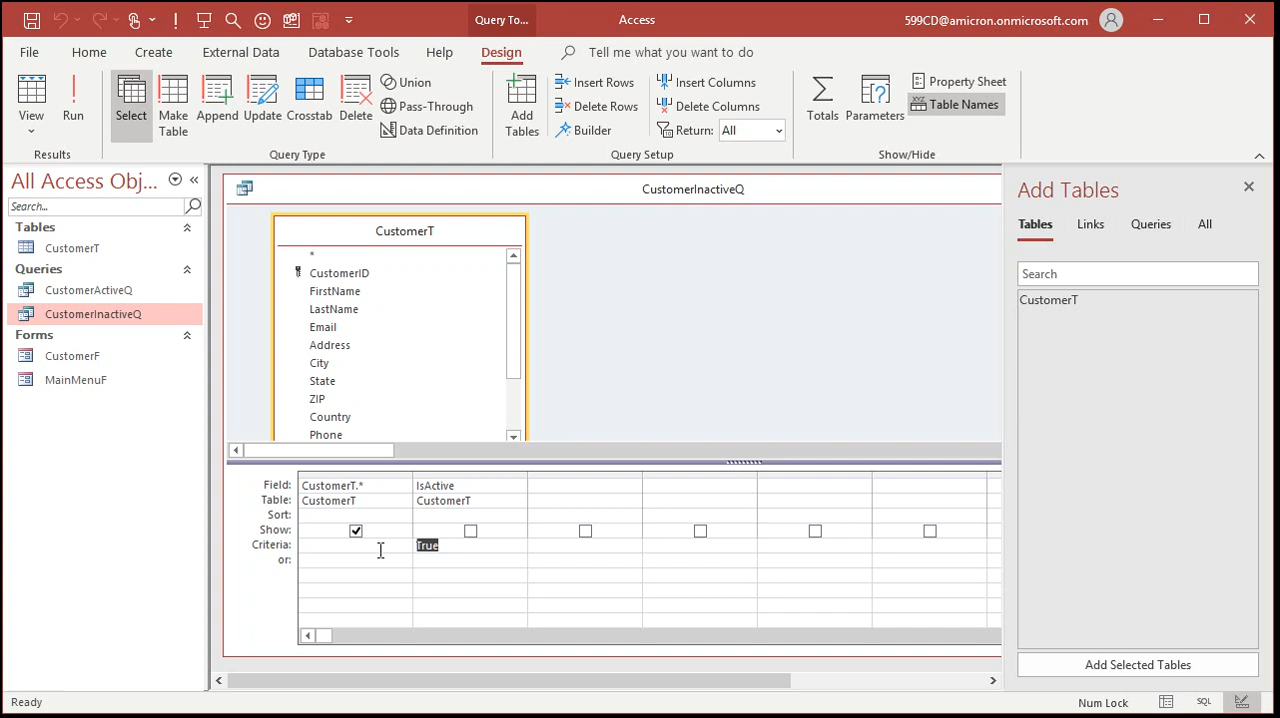 Query To...
Access
599CD@amicron.onmicrosoft.com
File
Home
Create
External Data
Database Tools
Help
Design
Tell me what you want to do
View
Run
Results
Select
Make
Table
Append
Update
Crosstab
Delete
Union
Pass-Through
Data Definition
Query Type
Add
Tables
Insert Rows
Delete Rows
Builder
Insert Columns
Delete Columns
Return: All
Query Setup
Totals
Parameters
Property Sheet
XYZ
Table Names
Show/Hide
All Access Obj...
Search...
Tables
CustomerT
Queries
CustomerActiveQ
CustomerInactiveQ
Forms
CustomerF
MainMenuF
CustomerInactiveQ
CustomerT
*
CustomerID
FirstName
LastName
Email
Address
City
State
ZIP
Country
Phone
Field: CustomerT.* IsActive
Table: CustomerT CustomerT
Sort:
Show:
Criteria: True
or:
Add Tables
Tables
Links
Queries
All
Search
CustomerT
Add Selected Tables
Ready
Num Lock
SQL